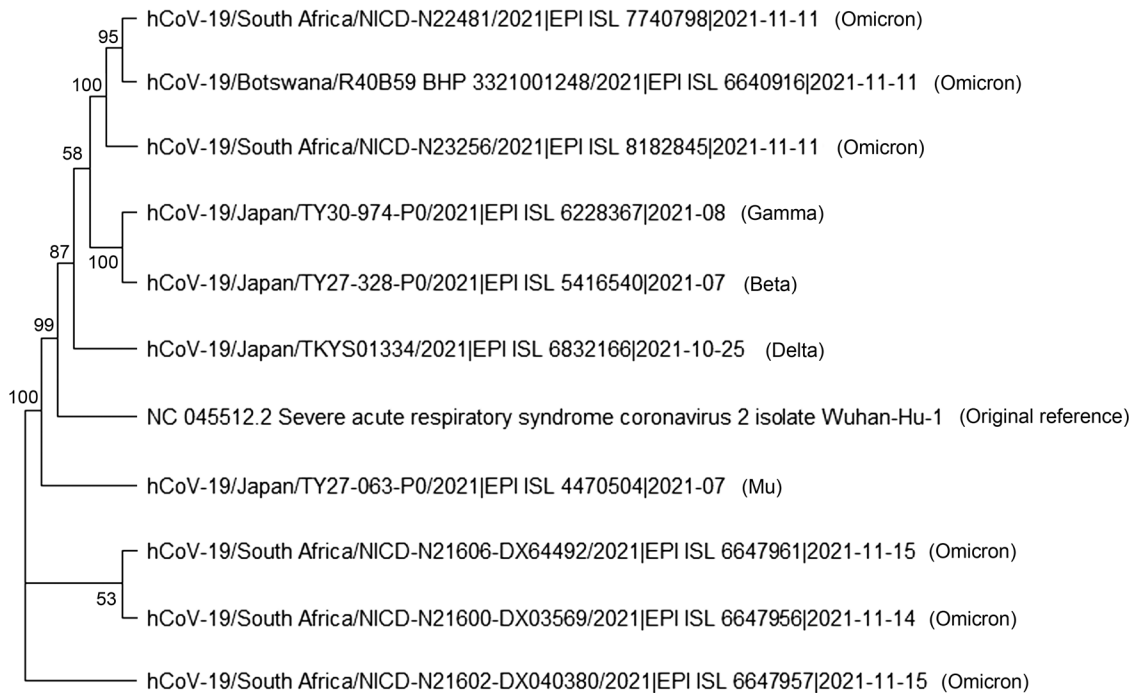 hCoV-19/South Africa/NICD-N22481/2021|EPI ISL 7740798|2021-11-11 (Omicron)
95
hCoV-19/Botswana/R40B59 BHP 3321001248/2021|EPI ISL 6640916|2021-11-11 (Omicron)
100
hCoV-19/South Africa/NICD-N23256/2021|EPI ISL 8182845|2021-11-11 (Omicron)
58
hCoV-19/Japan/TY30-974-P0/2021|EPI ISL 6228367|2021-08 (Gamma)
87
100
hCoV-19/Japan/TY27-328-P0/2021|EPI ISL 5416540|2021-07 (Beta)
99
hCoV-19/Japan/TKYS01334/2021|EPI ISL 6832166|2021-10-25 (Delta)
100
NC 045512.2 Severe acute respiratory syndrome coronavirus 2 isolate Wuhan-Hu-1 (Original reference)
hCoV-19/Japan/TY27-063-P0/2021|EPI ISL 4470504|2021-07 (Mu)
hCoV-19/South Africa/NICD-N21606-DX64492/2021|EPI ISL 6647961|2021-11-15 (Omicron)
53
hCoV-19/South Africa/NICD-N21600-DX03569/2021|EPI ISL 6647956|2021-11-14 (Omicron)
hCoV-19/South Africa/NICD-N21602-DX040380/2021|EPI ISL 6647957|2021-11-15 (Omicron)